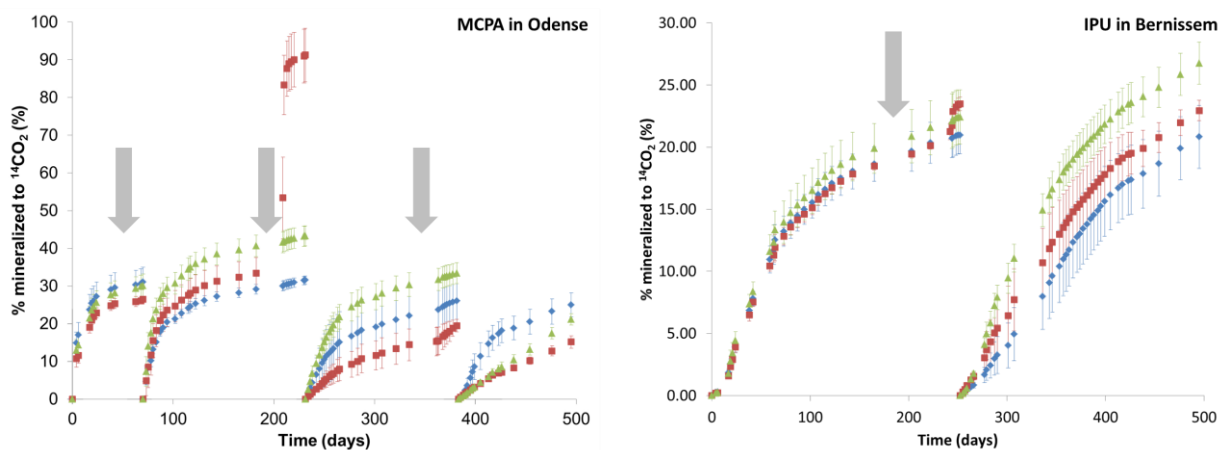 MCPA in Odense
% mineralized to ¹⁴CO₂ (%)
100
90
80
70
60
50
40
30
20
10
0
0 100 200 300 400 500
Time (days)
IPU in Bernissem
% mineralized to ¹⁴CO₂ (%)
30.00
25.00
20.00
15.00
10.00
5.00
0.00
0 100 200 300 400 500
Time (days)